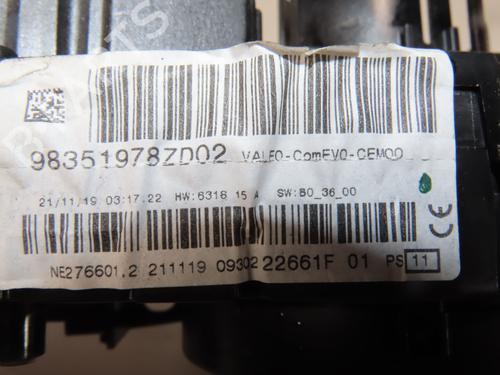 98351978ZD02 VALEO-ComEVO-CEM00
21/11/19 03:17.22 HW:6316 15 A SW:B0_36_00
CE
NE276601.2 211119 09302 22661F 01 PS 11